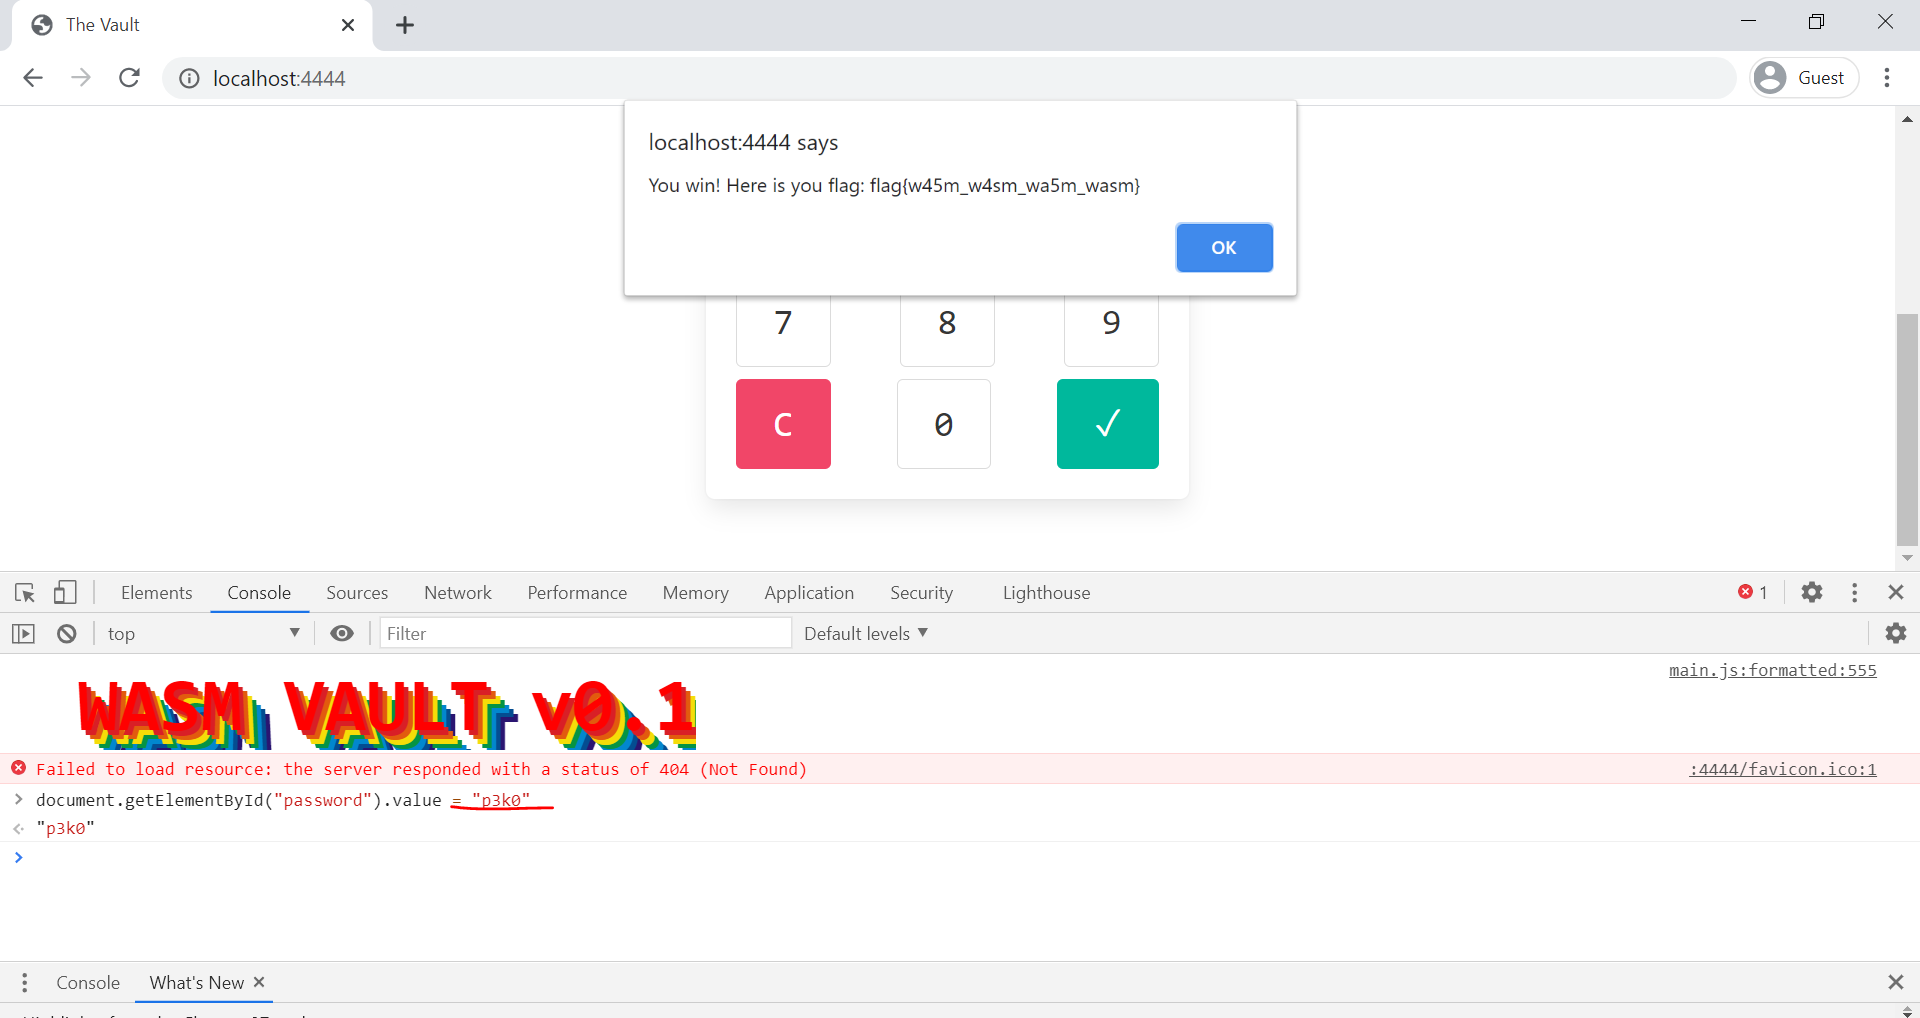 The Vault
localhost:4444
Guest
localhost:4444 says
You win! Here is you flag: flag{w45m_w4sm_wa5m_wasm}
OK
7 8 9
C 0 ✓
Elements Console Sources Network Performance Memory Application Security Lighthouse 1
top Filter Default levels
main.js:formatted:555
WASM VAULT v0.1
Failed to load resource: the server responded with a status of 404 (Not Found) :4444/favicon.ico:1
document.getElementById("password").value = "p3k0"
"p3k0"
Console What's New